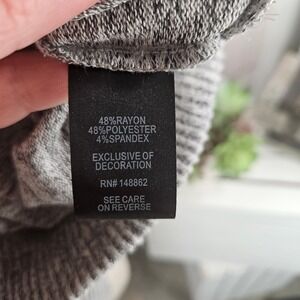 48%RAYON
48%POLYESTER
4%SPANDEX
EXCLUSIVE OF
DECORATION
RN# 148862
SEE CARE
ON REVERSE